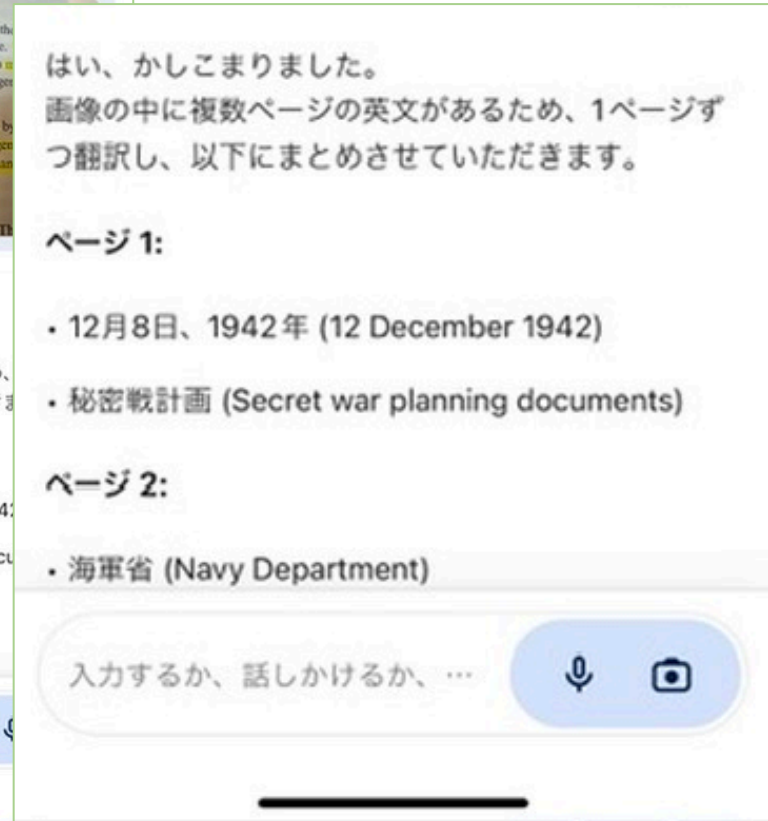 はい、かしこまりました。
画像の中に複数ページの英文があるため、1ページず
つ翻訳し、以下にまとめさせていただきます。
ページ 1:
• 12月8日、1942年 (12 December 1942)
• 秘密戦計画 (Secret war planning documents)
ページ 2:
• 海軍省 (Navy Department)
入力するか、話しかけるか、…